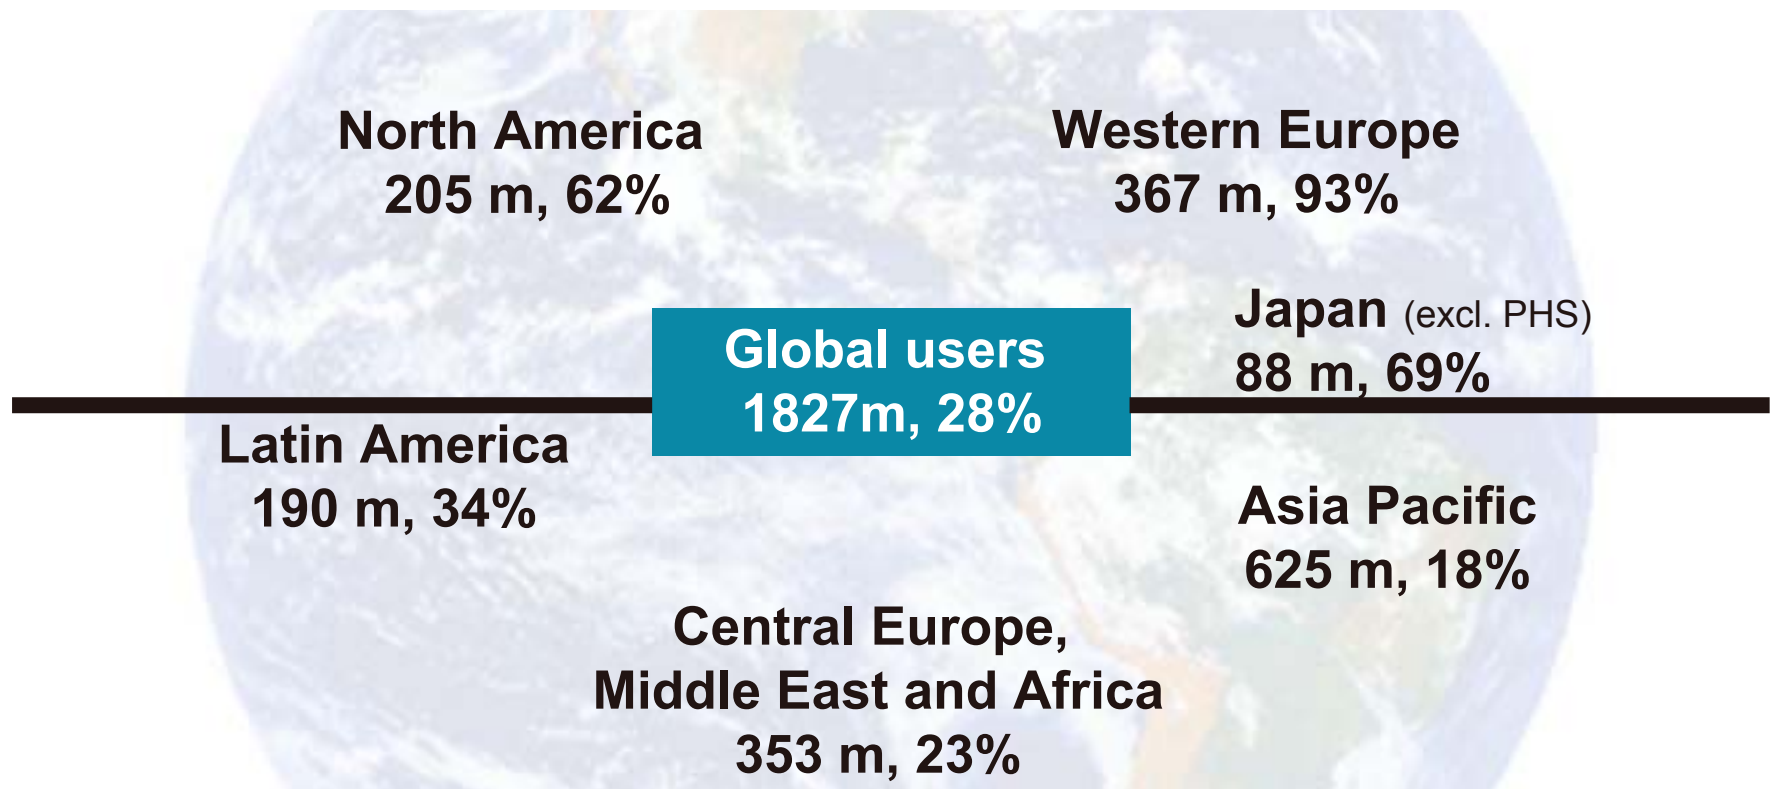 North America
205 m, 62%
Western Europe
367 m, 93%
Japan (excl. PHS)
88 m, 69%
Global users
1827m, 28%
Latin America
190 m, 34%
Asia Pacific
625 m, 18%
Central Europe,
Middle East and Africa
353 m, 23%